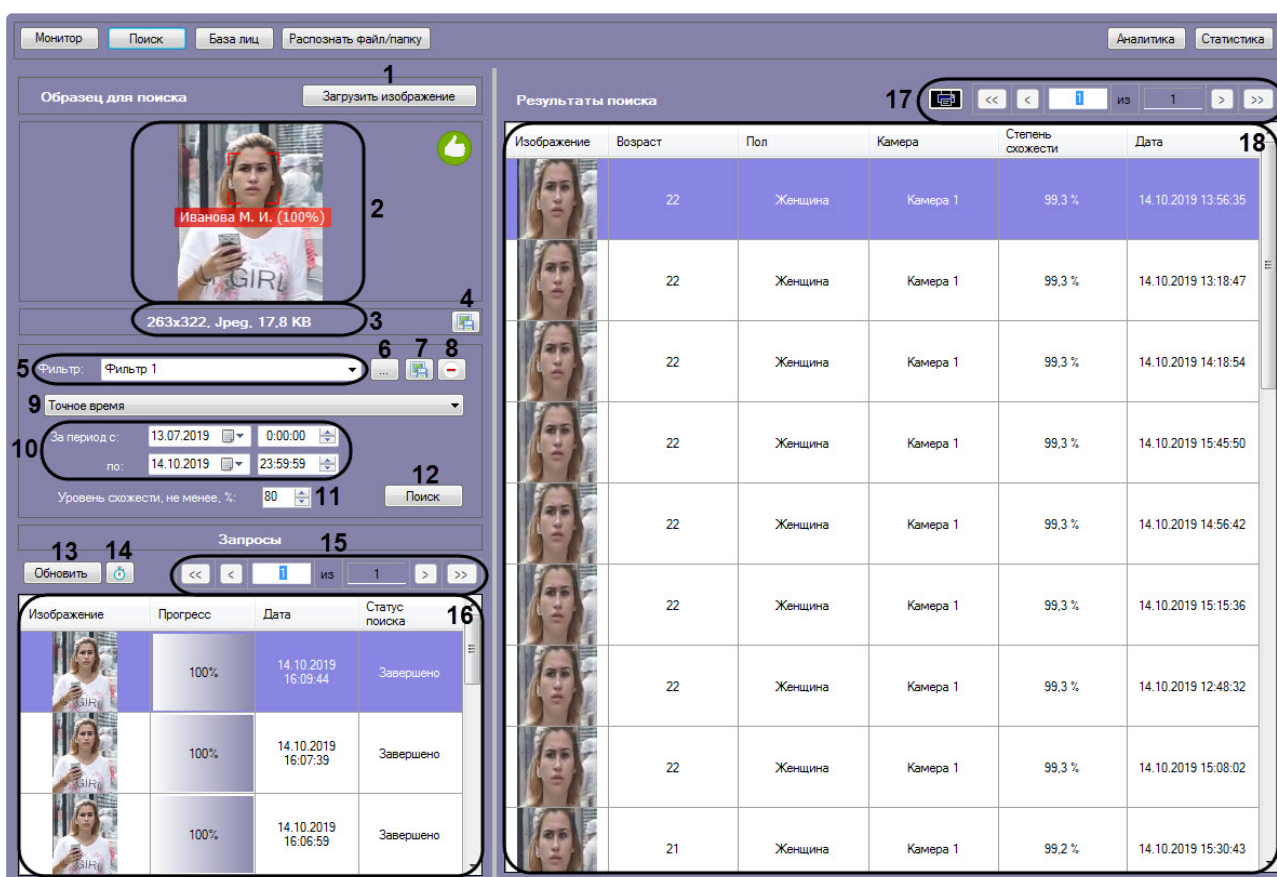 Монитор Поиск База лиц Распознать файл/папку Аналитика Статистика
1
Образец для поиска Загрузить изображение
2
Иванова М. И. (100%)
GIRL
263x322, Jpeg, 17,8 KB 3 4
5 Фильтр: Фильтр 1 6 ... 7 8
9 Точное время
10 За период с: 13.07.2019 0:00:00
по: 14.10.2019 23:59:59
Уровень схожести, не менее, %: 80 11 12 Поиск
Запросы
13 Обновить 14 15 << < 1 из 1 > >>
Изображение Прогресс Дата Статус поиска 16
100% 14.10.2019 16:09:44 Завершено
100% 14.10.2019 16:07:39 Завершено
100% 14.10.2019 16:06:59 Завершено
Результаты поиска 17 << < 1 из 1 > >>
Изображение Возраст Пол Камера Степень схожести Дата 18
22 Женщина Камера 1 99,3 % 14.10.2019 13:56:35
22 Женщина Камера 1 99,3 % 14.10.2019 13:18:47
22 Женщина Камера 1 99,3 % 14.10.2019 14:18:54
22 Женщина Камера 1 99,3 % 14.10.2019 15:45:50
22 Женщина Камера 1 99,3 % 14.10.2019 14:56:42
22 Женщина Камера 1 99,3 % 14.10.2019 15:15:36
22 Женщина Камера 1 99,3 % 14.10.2019 12:48:32
22 Женщина Камера 1 99,3 % 14.10.2019 15:08:02
21 Женщина Камера 1 99,2 % 14.10.2019 15:30:43